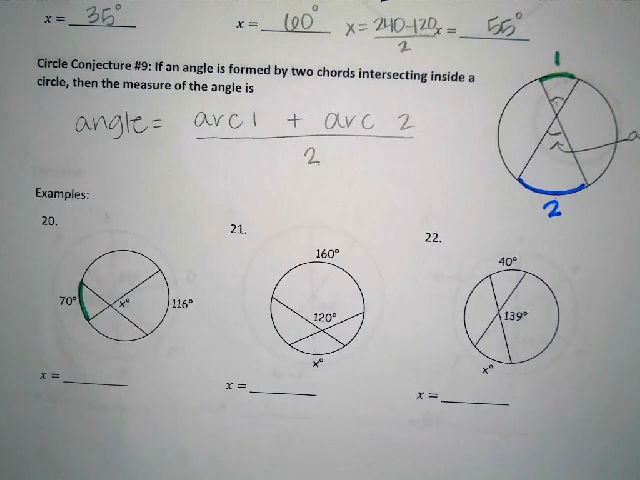 x = 35°
x = 60°
x = 240-120 / 2
x = 55°
Circle Conjecture #9: If an angle is formed by two chords intersecting inside a
circle, then the measure of the angle is
angle = arc 1 + arc 2 / 2
1
2
Examples:
20.
21.
22.
70°
x°
116°
160°
120°
x°
40°
139°
x°
x =
x =
x =